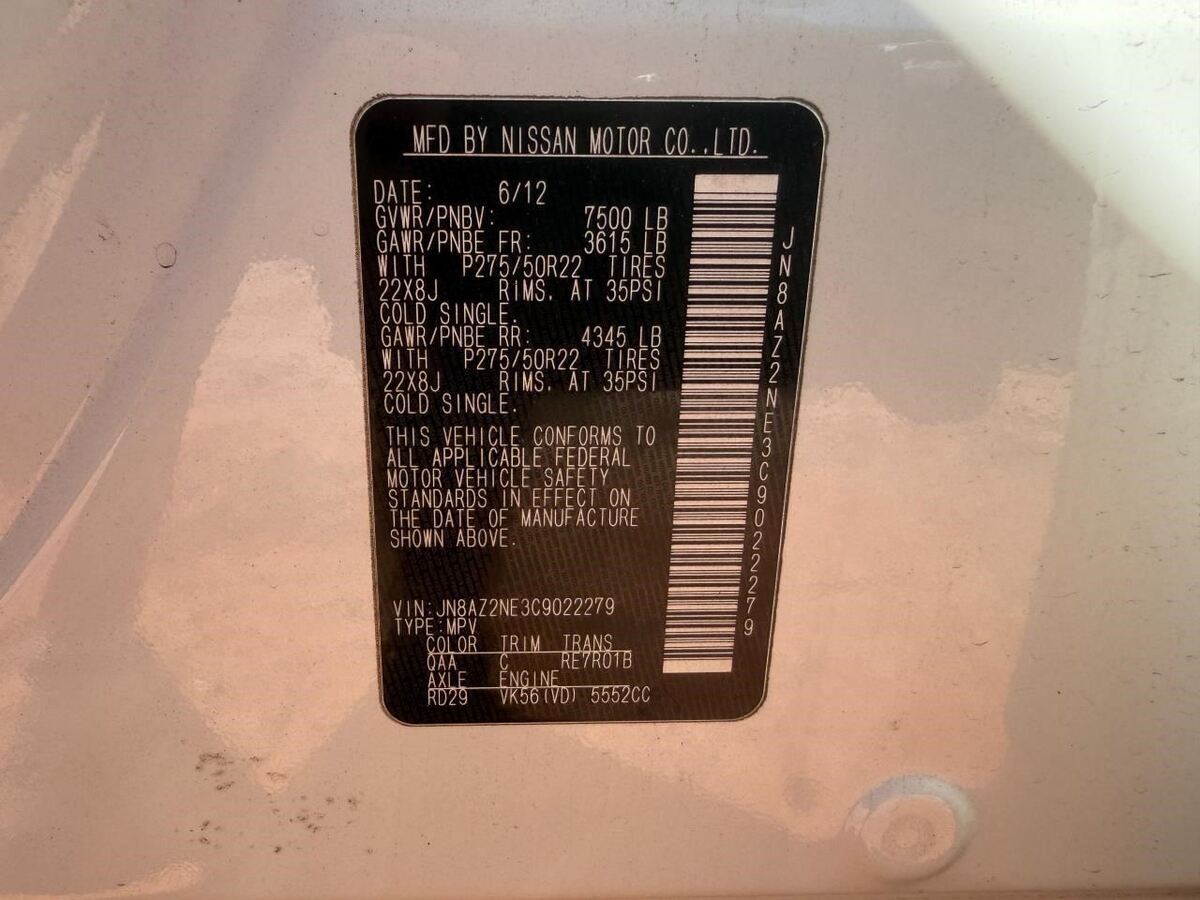 MFD BY NISSAN MOTOR CO.,LTD.
DATE: 6/12
GVWR/PNBV: 7500 LB
GAWR/PNBE FR: 3615 LB
WITH P275/50R22 TIRES
22X8J RIMS. AT 35PSI
COLD SINGLE.
GAWR/PNBE RR: 4345 LB
WITH P275/50R22 TIRES
22X8J RIMS. AT 35PSI
COLD SINGLE.
THIS VEHICLE CONFORMS TO
ALL APPLICABLE FEDERAL
MOTOR VEHICLE SAFETY
STANDARDS IN EFFECT ON
THE DATE OF MANUFACTURE
SHOWN ABOVE.
VIN:JN8AZ2NE3C9022279
TYPE:MPV
COLOR TRIM TRANS
QAA C RE7R01B
AXLE ENGINE
RD29 VK56(VD) 5552CC
JN8AZ2NE3C9022279